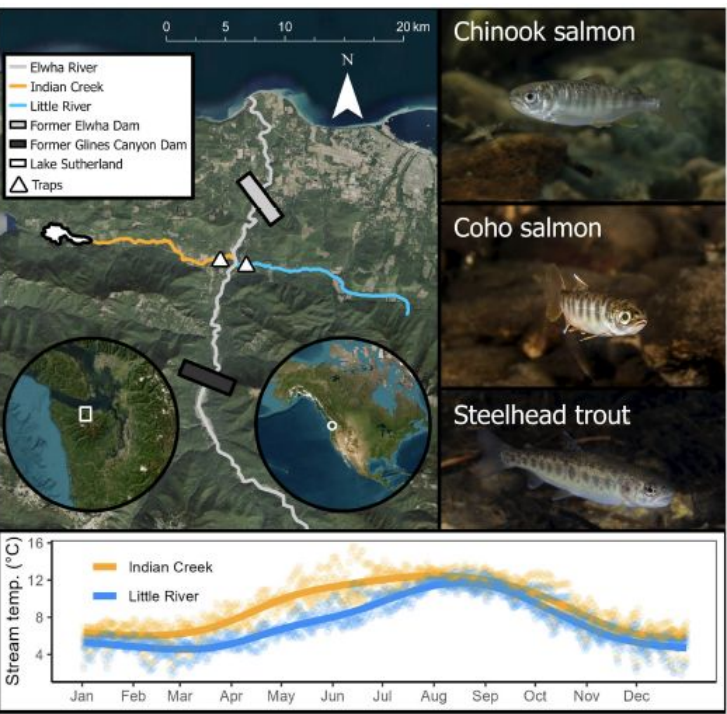 0 5 10 20 km
N
Elwha River
Indian Creek
Little River
Former Elwha Dam
Former Glines Canyon Dam
Lake Sutherland
Traps
Chinook salmon
Coho salmon
Steelhead trout
Stream temp. (°C)
16
12
8
4
Indian Creek
Little River
Jan Feb Mar Apr May Jun Jul Aug Sep Oct Nov Dec